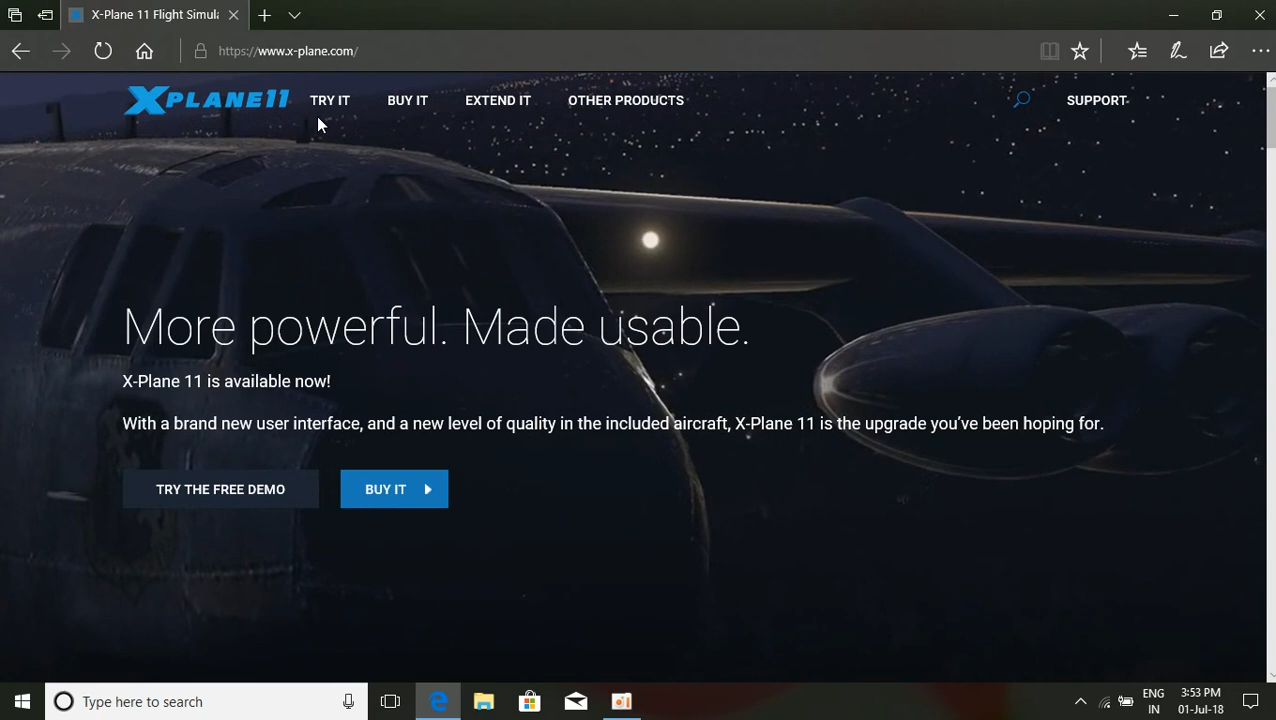 X-Plane 11 Flight Simula
https://www.x-plane.com/
XPLANE11
TRY IT
BUY IT
EXTEND IT
OTHER PRODUCTS
SUPPORT
More powerful. Made usable.
X-Plane 11 is available now!
With a brand new user interface, and a new level of quality in the included aircraft, X-Plane 11 is the upgrade you’ve been hoping for.
TRY THE FREE DEMO
BUY IT
Type here to search
ENG
IN
3:53 PM
01-Jul-18